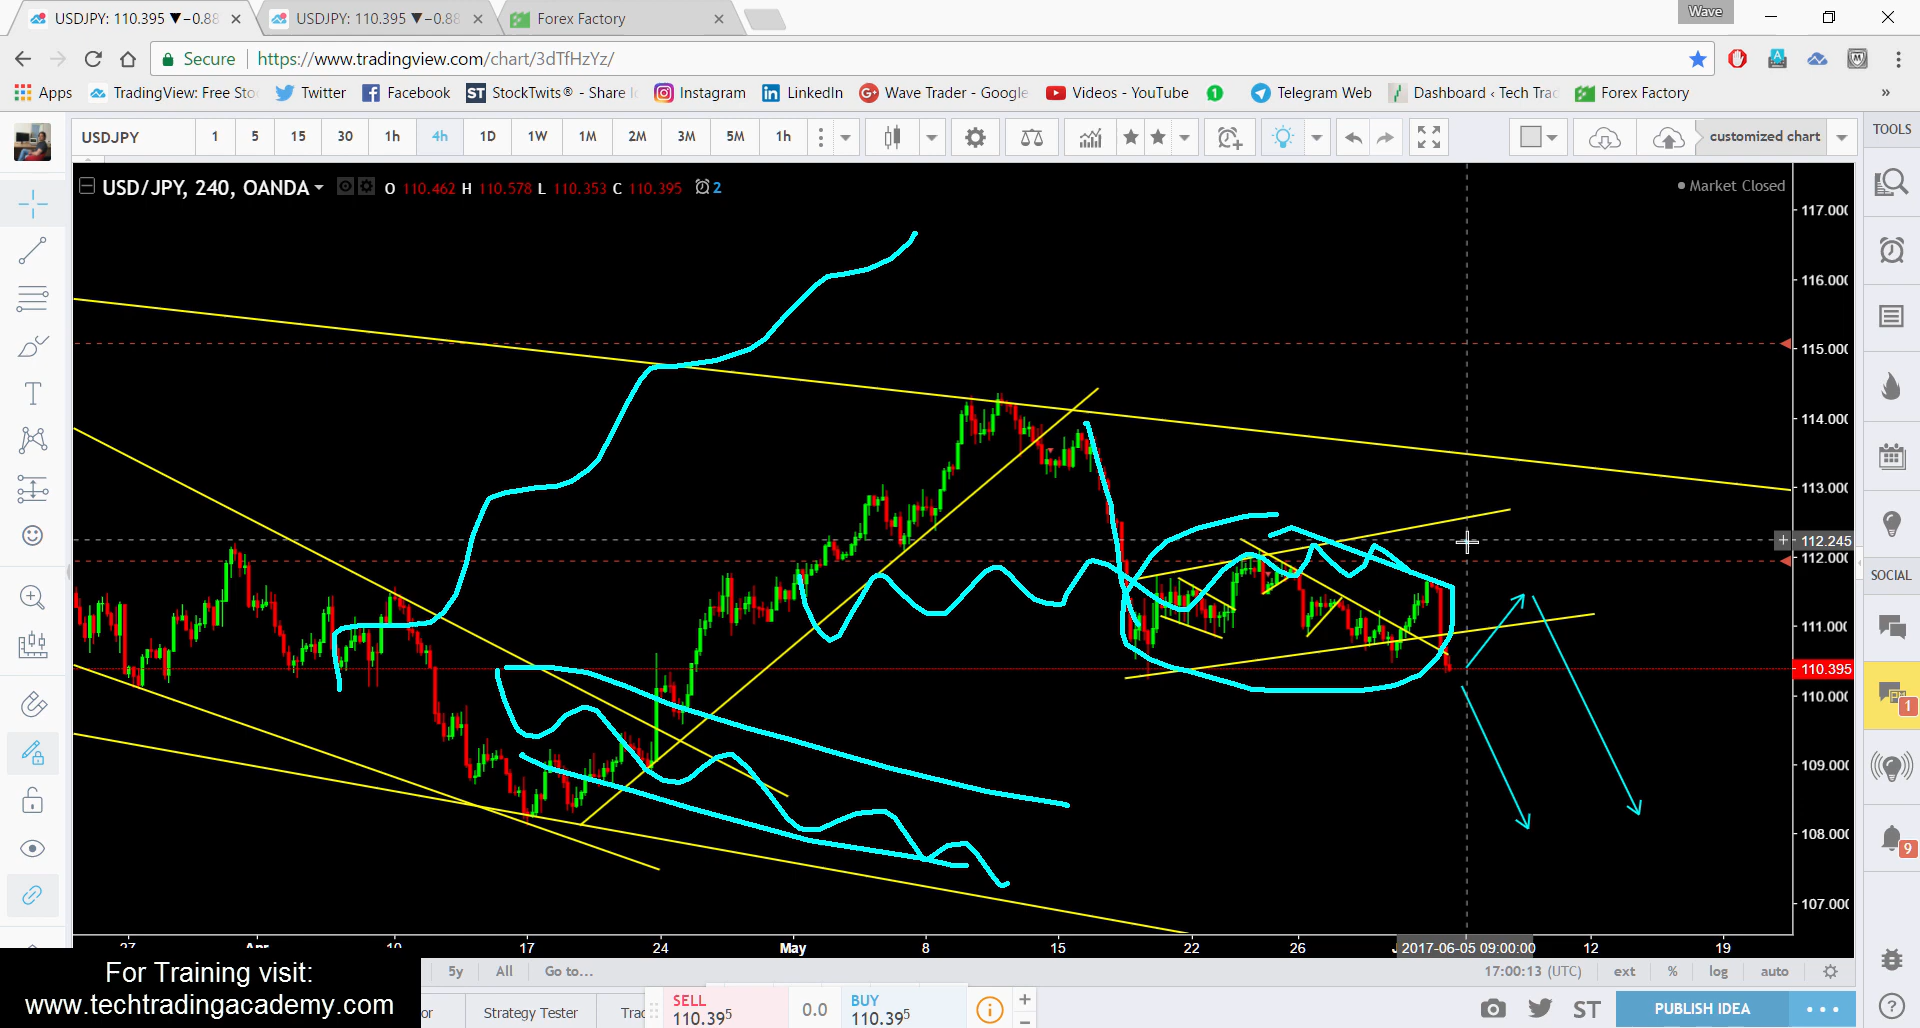 USDJPY: 110.395 ▼−0.88
USDJPY: 110.395 ▼−0.88
Forex Factory
Wave
Secure
https://www.tradingview.com/chart/3dTfHzYz/
Apps
TradingView: Free Sto
Twitter
Facebook
ST StockTwits® - Share
Instagram
LinkedIn
Wave Trader - Google
Videos - YouTube
1
Telegram Web
Dashboard ‹ Tech Tra
Forex Factory
»
USDJPY
1
5
15
30
1h
4h
1D
1W
1M
2M
3M
5M
1h
customized chart
TOOLS
USD/JPY, 240, OANDA
O 110.462 H 110.578 L 110.353 C 110.395
2
Market Closed
117.000
116.000
115.000
114.000
113.000
112.245
112.000
111.000
110.395
110.000
109.000
108.000
107.000
SOCIAL
1
9
27
Apr
10
17
24
May
8
15
22
26
2017-06-05 09:00:00
12
19
For Training visit:
www.techtradingacademy.com
5y
All
Go to...
17:00:13 (UTC)
ext
%
log
auto
Strategy Tester
SELL
110.395
0.0
BUY
110.395
ST
PUBLISH IDEA